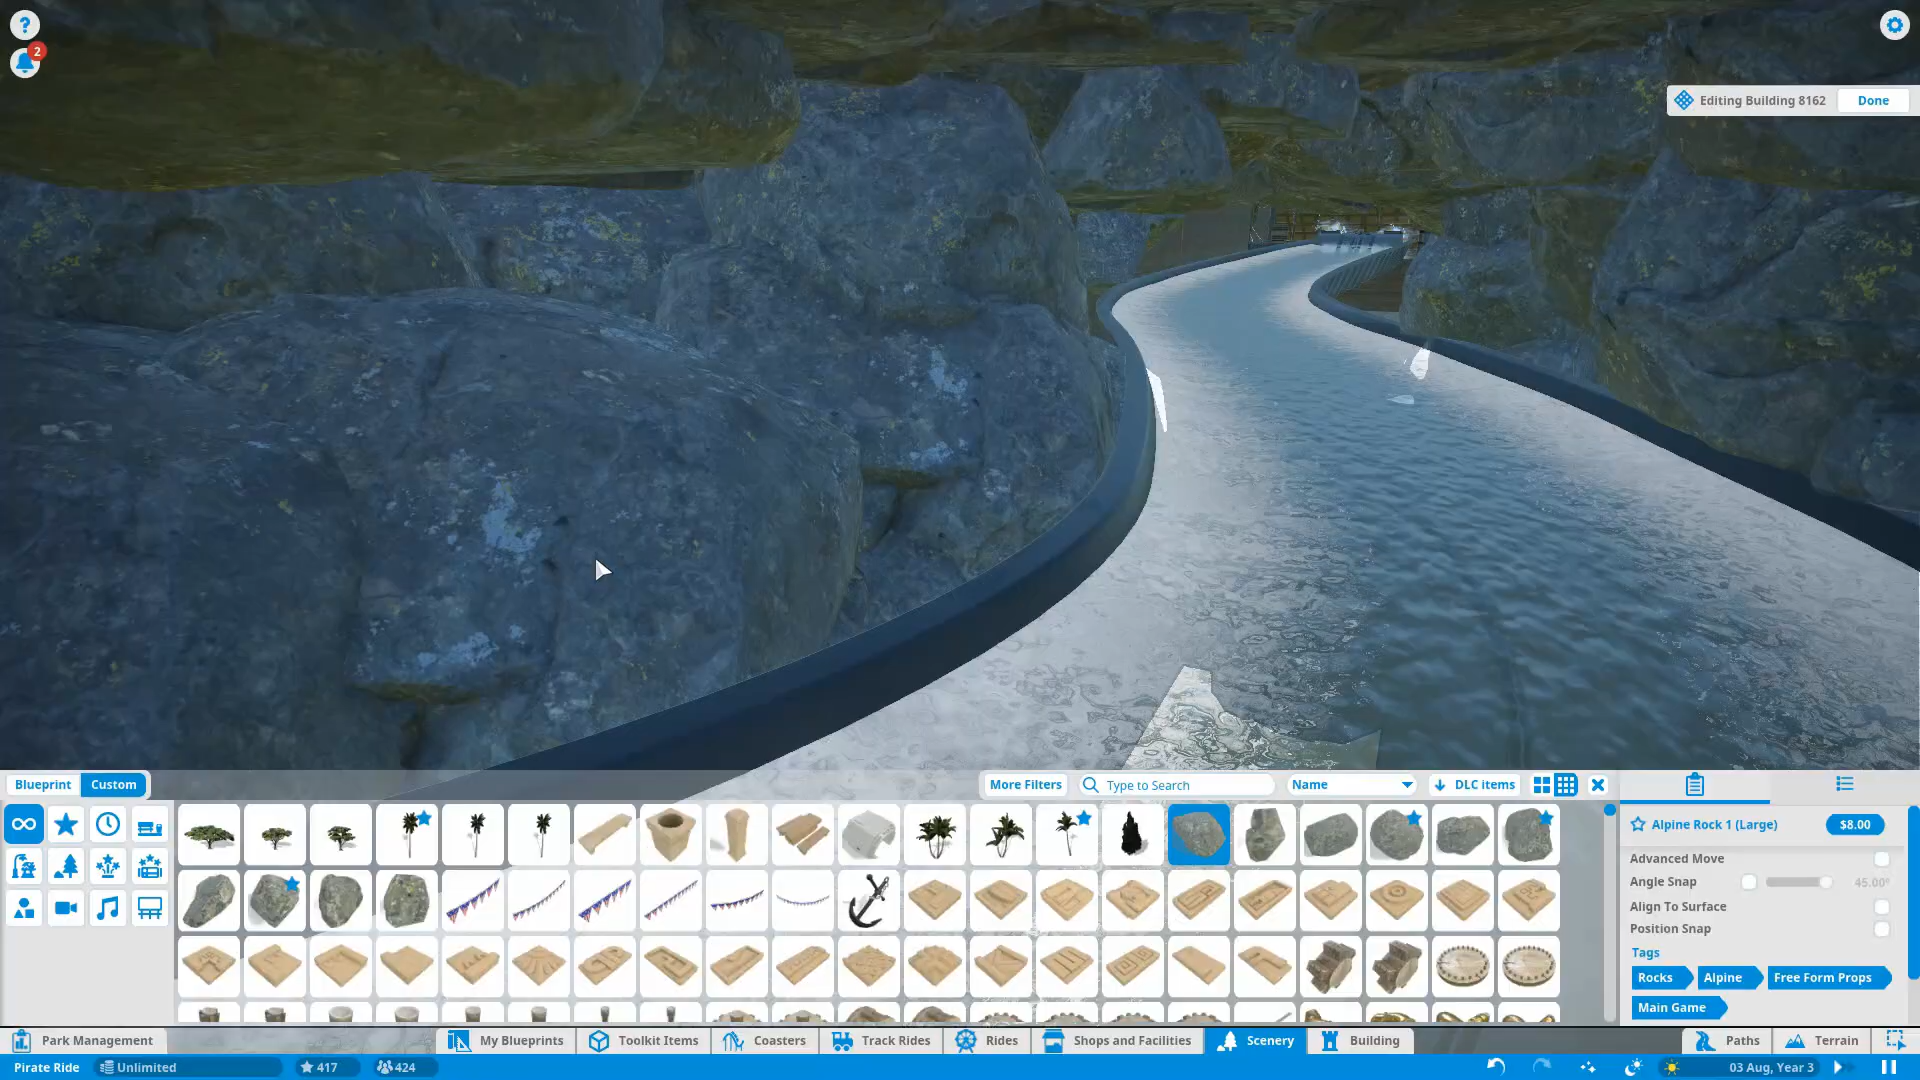 ?
2
Editing Building 8162 Done
Blueprint Custom More Filters Type to Search Name DLC items
Alpine Rock 1 (Large) $8.00
Advanced Move
Angle Snap 45.00°
Align To Surface
Position Snap
Tags
Rocks Alpine Free Form Props
Main Game
Park Management My Blueprints Toolkit Items Coasters Track Rides Rides Shops and Facilities Scenery Building Paths Terrain
Pirate Ride Unlimited 417 424 03 Aug, Year 3